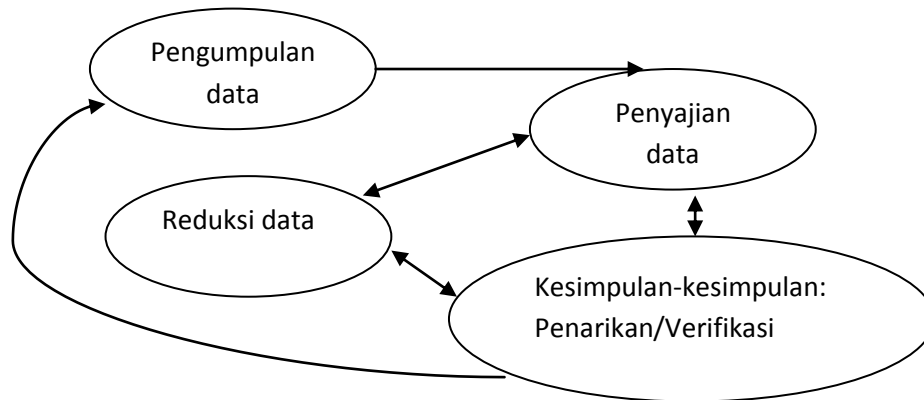 Pengumpulan
data
Penyajian
data
Reduksi data
Kesimpulan-kesimpulan:
Penarikan/Verifikasi